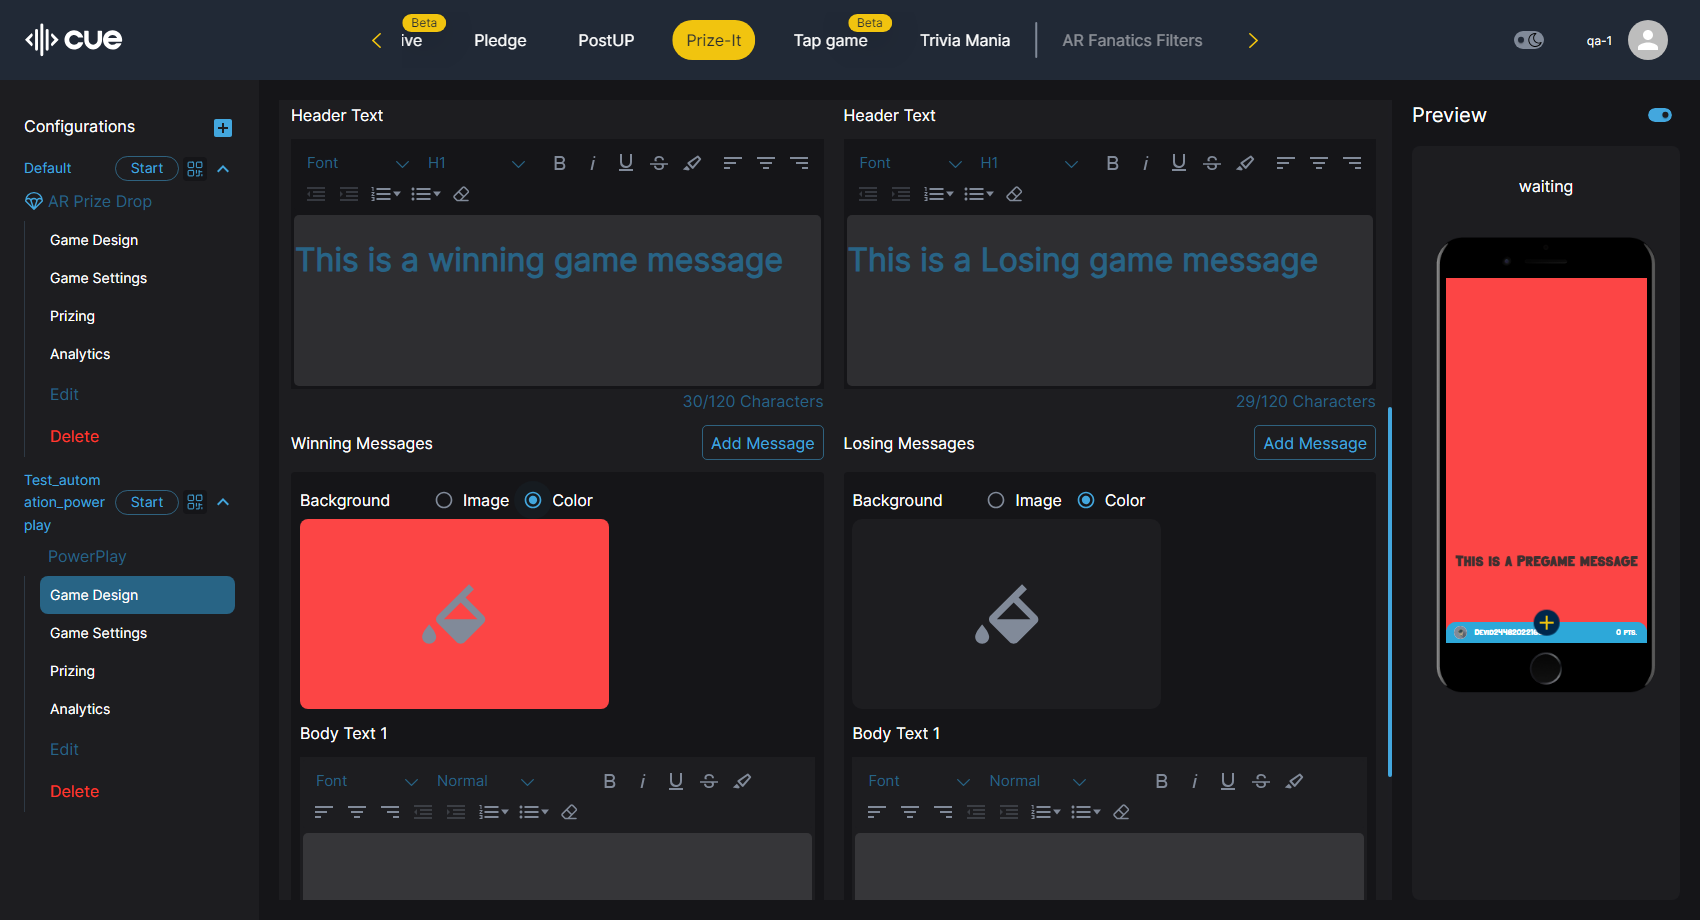 cue
Beta
ive
Pledge
PostUP
Prize-It
Beta
Tap game
Trivia Mania
AR Fanatics Filters
qa-1
Configurations
Default
Start
AR Prize Drop
Game Design
Game Settings
Prizing
Analytics
Edit
Delete
Test_autom
ation_power
play
Start
PowerPlay
Game Design
Game Settings
Prizing
Analytics
Edit
Delete
Header Text
Font
H1
This is a winning game message
30/120 Characters
Winning Messages
Add Message
Background
Image
Color
Body Text 1
Font
Normal
Header Text
Font
H1
This is a Losing game message
29/120 Characters
Losing Messages
Add Message
Background
Image
Color
Body Text 1
Font
Normal
Preview
waiting
This is a Pregame message
0 pts.